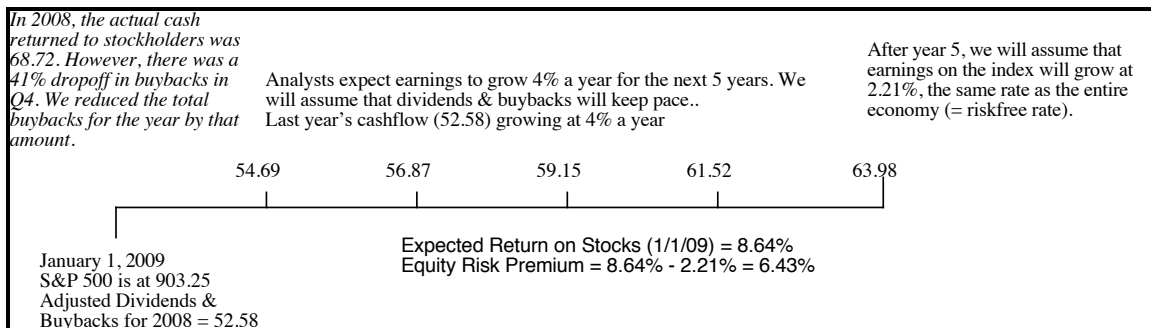 In 2008, the actual cash
returned to stockholders was
68.72. However, there was a
41% dropoff in buybacks in
Q4. We reduced the total
buybacks for the year by that
amount.
Analysts expect earnings to grow 4% a year for the next 5 years. We
will assume that dividends & buybacks will keep pace..
Last year's cashflow (52.58) growing at 4% a year
After year 5, we will assume that
earnings on the index will grow at
2.21%, the same rate as the entire
economy (= riskfree rate).
54.69 56.87 59.15 61.52 63.98
January 1, 2009
S&P 500 is at 903.25
Adjusted Dividends &
Buybacks for 2008 = 52.58
Expected Return on Stocks (1/1/09) = 8.64%
Equity Risk Premium = 8.64% - 2.21% = 6.43%